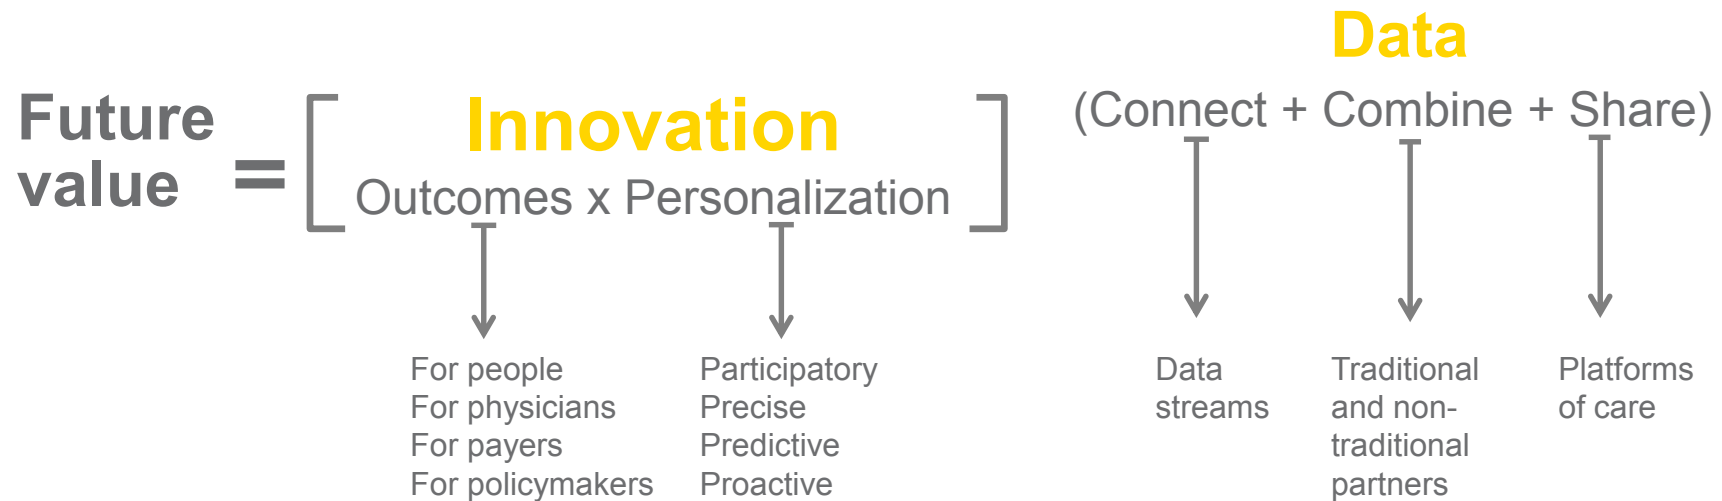 Data
Future
value
=
Innovation
Outcomes x Personalization
(Connect + Combine + Share)
For people
For physicians
For payers
For policymakers
Participatory
Precise
Predictive
Proactive
Data
streams
Traditional
and non-
traditional
partners
Platforms
of care